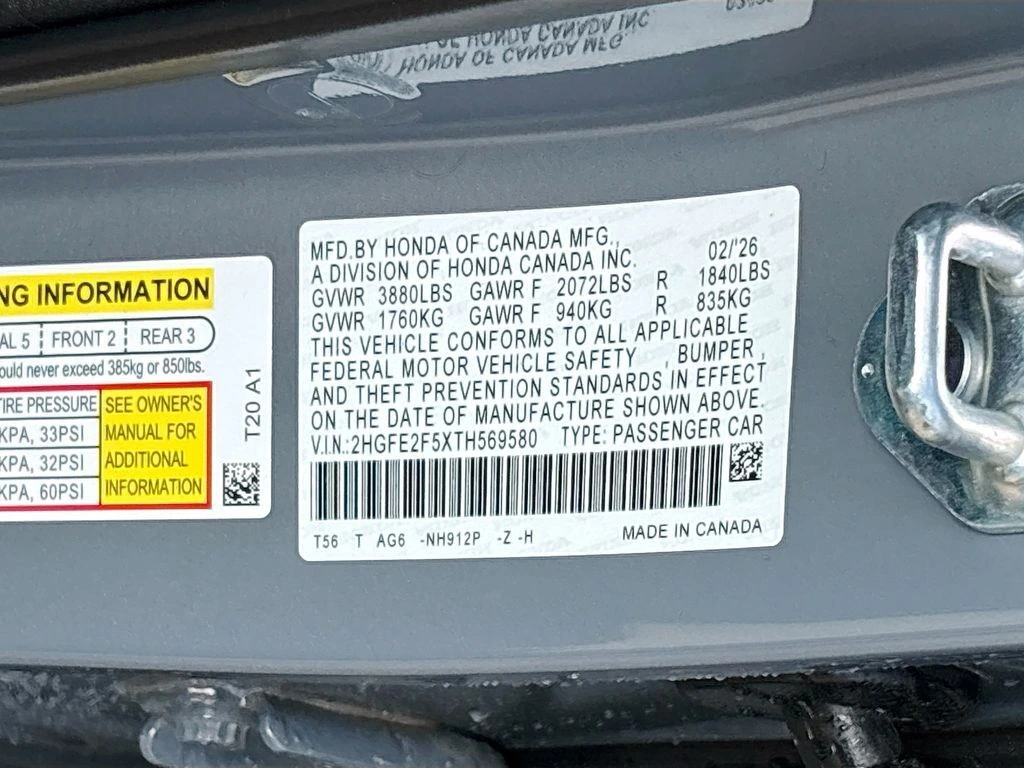 HONDA OF CANADA MFG
OF HONDA CANADA INC
NG INFORMATION
AL 5 FRONT 2 REAR 3
ould never exceed 385kg or 850lbs.
TIRE PRESSURE SEE OWNER'S
KPA, 33PSI MANUAL FOR
KPA, 32PSI ADDITIONAL
KPA, 60PSI INFORMATION
T20 A1
MFD.BY HONDA OF CANADA MFG., 02/'26
A DIVISION OF HONDA CANADA INC.
GVWR 3880LBS GAWR F 2072LBS R 1840LBS
GVWR 1760KG GAWR F 940KG R 835KG
THIS VEHICLE CONFORMS TO ALL APPLICABLE
FEDERAL MOTOR VEHICLE SAFETY , BUMPER ,
AND THEFT PREVENTION STANDARDS IN EFFECT
ON THE DATE OF MANUFACTURE SHOWN ABOVE.
V.I.N.:2HGFE2F5XTH569580 TYPE: PASSENGER CAR
T56 T AG6 -NH912P -Z -H MADE IN CANADA